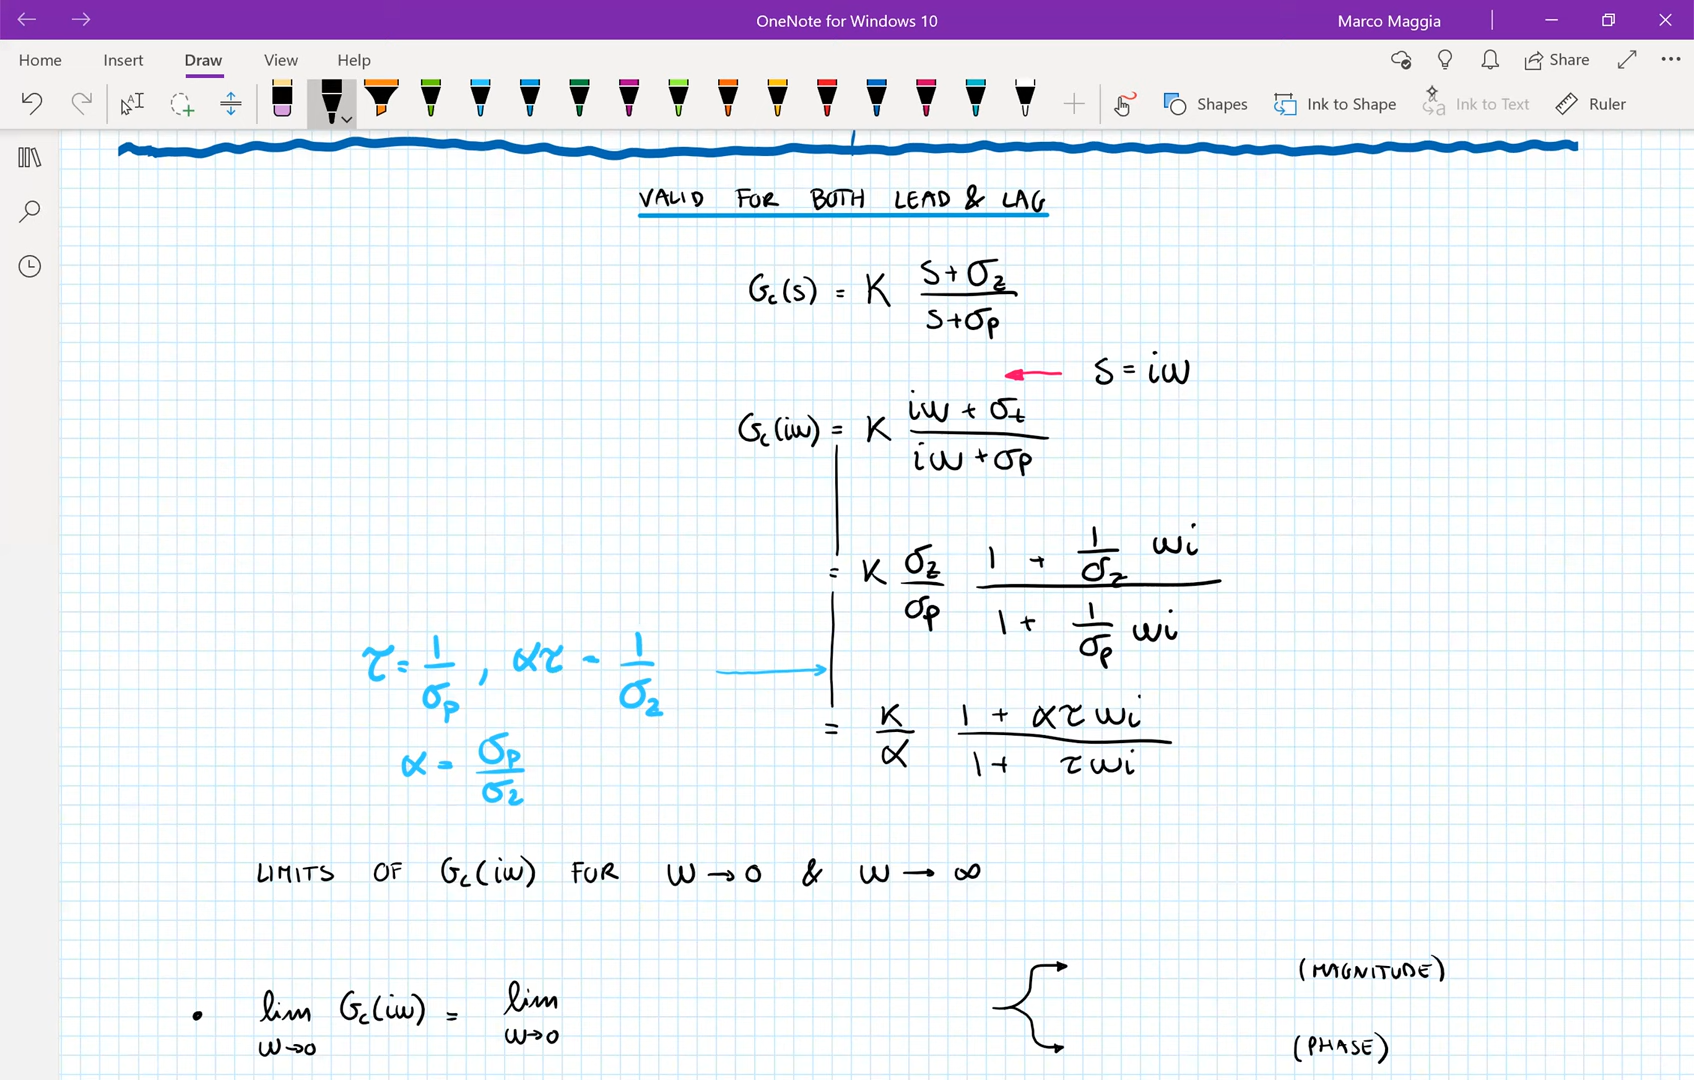 OneNote for Windows 10
Marco Maggia
Home Insert Draw View Help
Share
Shapes Ink to Shape Ink to Text Ruler
VALID FOR BOTH LEAD & LAG
Gc(s) = K (s+σz)/(s+σp)
s = iω
Gc(iω) = K (iω + σz)/(iω + σp)
= K σz/σp (1 + 1/σz ωi)/(1 + 1/σp ωi)
τ = 1/σp , ατ = 1/σz
= K/α (1 + ατωi)/(1 + τωi)
α = σp/σz
LIMITS OF Gc(iω) FOR ω → 0 & ω → ∞
(MAGNITUDE)
• lim ω→0 Gc(iω) = lim ω→0
(PHASE)